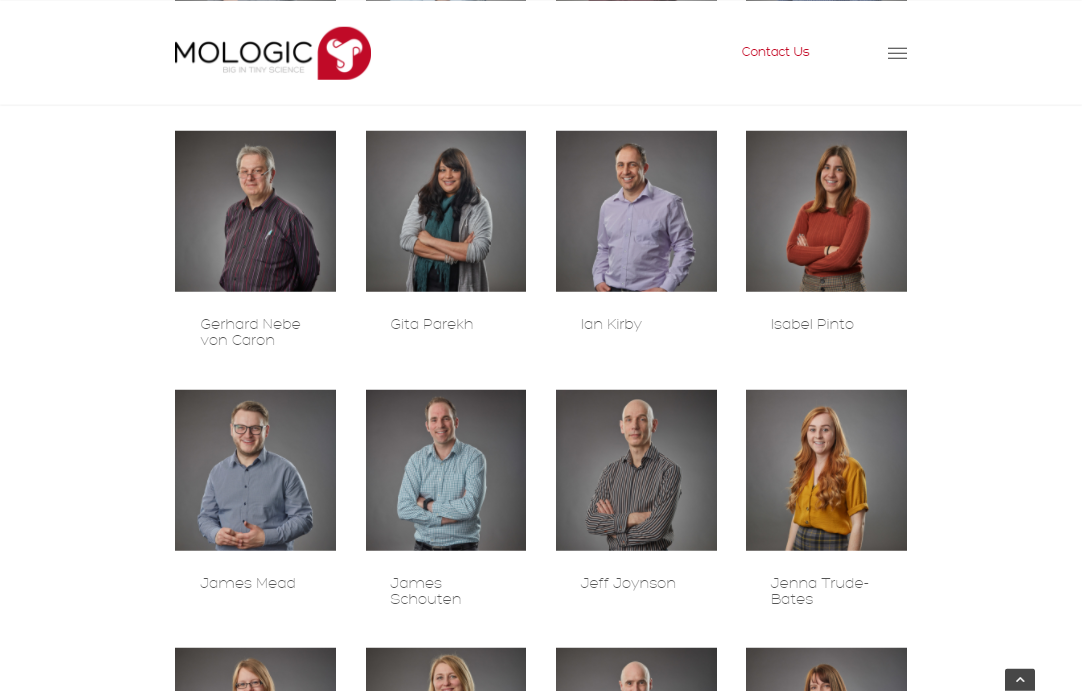 MOLOGIC
BIG IN TINY SCIENCE
Contact Us
Gerhard Nebe
von Caron
Gita Parekh
Ian Kirby
Isabel Pinto
James Mead
James
Schouten
Jeff Joynson
Jenna Trude-
Bates